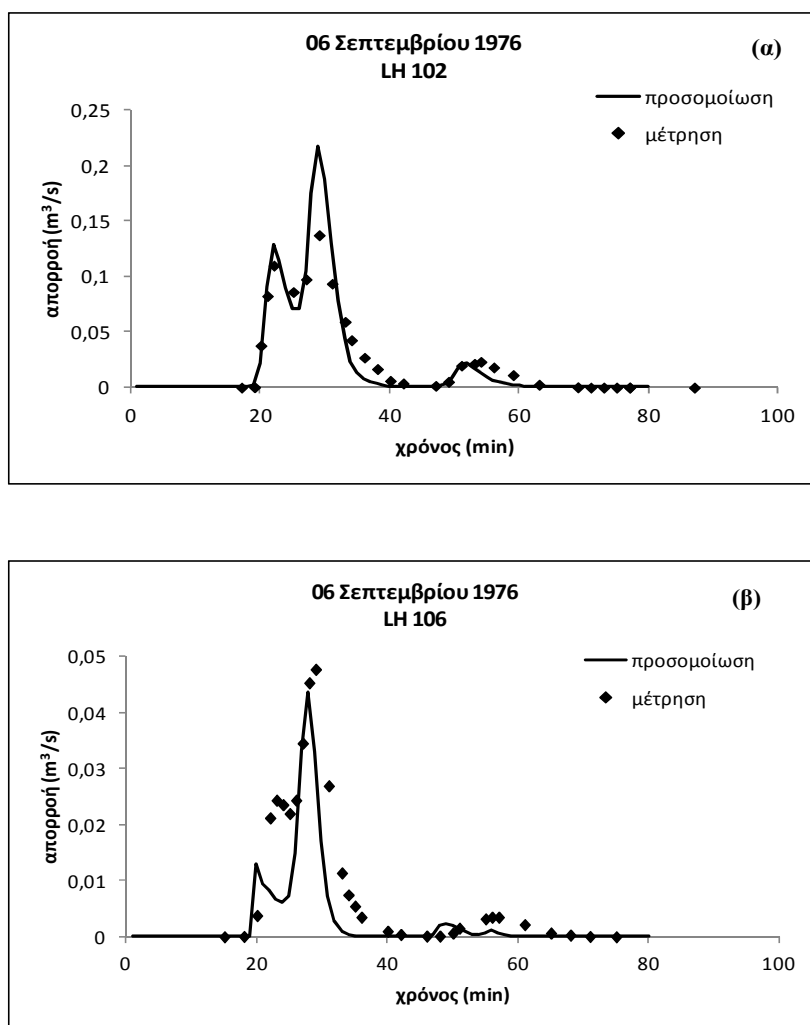 06 Σεπτεμβρίου 1976
(α)
LH 102
προσομοίωση
μέτρηση
απορροή (m³/s)
0,25
0,2
0,15
0,1
0,05
0
0 20 40 60 80 100
χρόνος (min)
06 Σεπτεμβρίου 1976
(β)
LH 106
προσομοίωση
μέτρηση
απορροή (m³/s)
0,05
0,04
0,03
0,02
0,01
0
0 20 40 60 80 100
χρόνος (min)